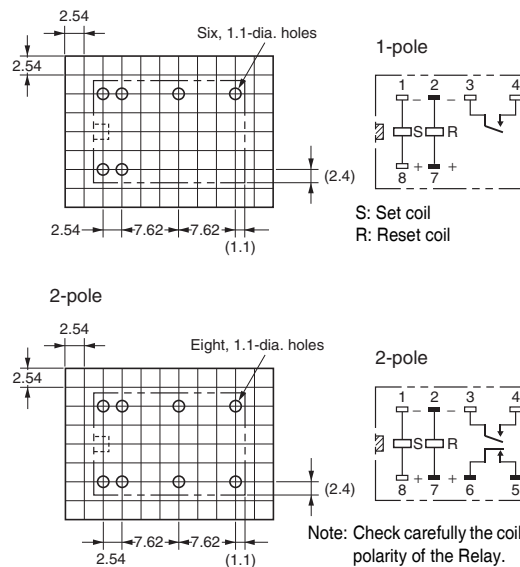 2.54
Six, 1.1-dia. holes
1-pole
2.54
1 2 3 4
S R
(2.4)
8 + 7 +
2.54 7.62 7.62
(1.1)
S: Set coil
R: Reset coil
2-pole
2.54
Eight, 1.1-dia. holes
2-pole
2.54
1 2 3 4
S R
(2.4)
8 + 7 + 6 5
7.62 7.62
2.54 (1.1)
Note: Check carefully the coil
polarity of the Relay.